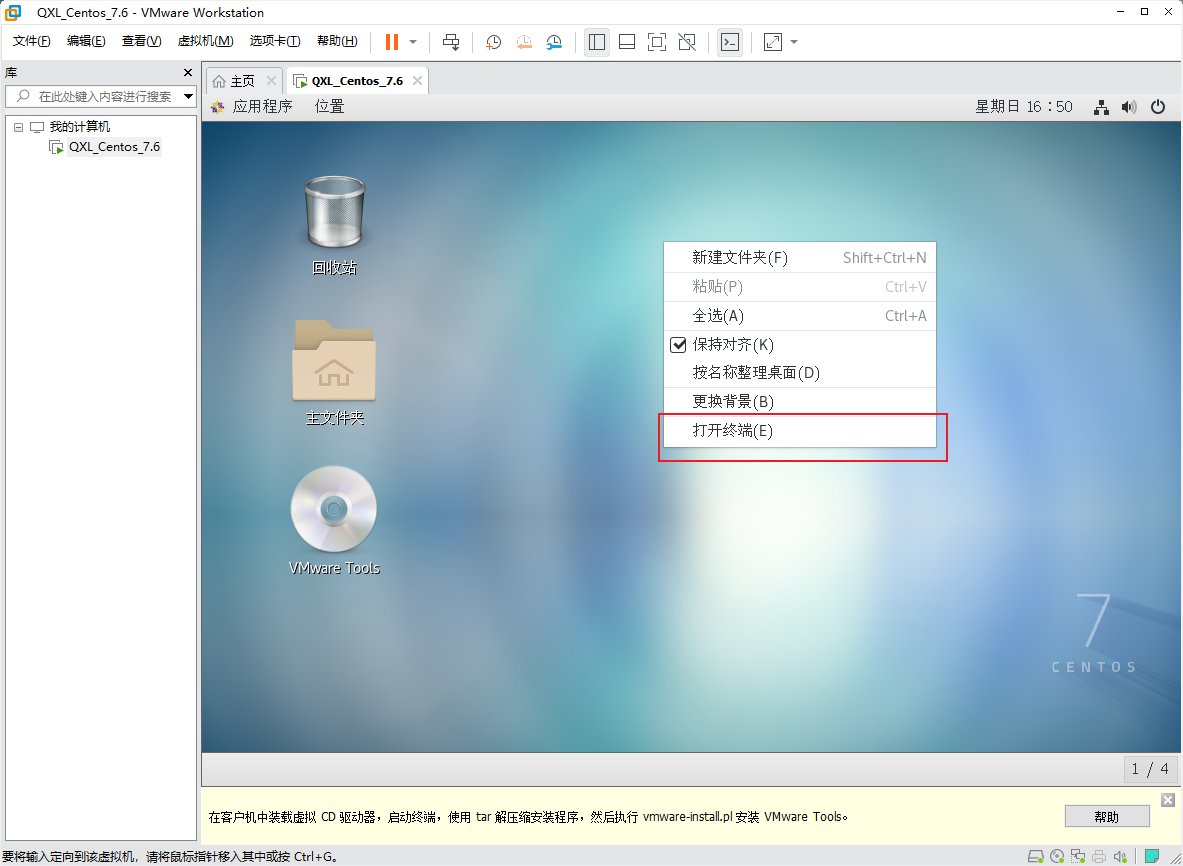 QXL_Centos_7.6 - VMware Workstation
文件(F) 编辑(E) 查看(V) 虚拟机(M) 选项卡(T) 帮助(H)
库
在此处键入内容进行搜索
我的计算机
QXL_Centos_7.6
主页 QXL_Centos_7.6
应用程序 位置 星期日 16：50
回收站
主文件夹
VMware Tools
新建文件夹(F) Shift+Ctrl+N
粘贴(P) Ctrl+V
全选(A) Ctrl+A
保持对齐(K)
按名称整理桌面(D)
更换背景(B)
打开终端(E)
7
CENTOS
1 / 4
在客户机中装载虚拟 CD 驱动器，启动终端，使用 tar 解压缩安装程序，然后执行 vmware-install.pl 安装 VMware Tools。
帮助
要将输入定向到该虚拟机，请将鼠标指针移入其中或按 Ctrl+G。